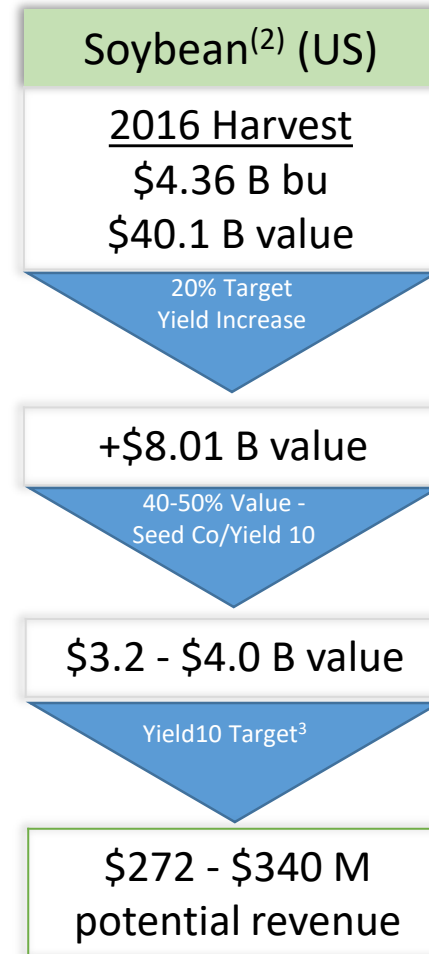 Soybean(2) (US)
2016 Harvest
$4.36 B bu
$40.1 B value
20% Target
Yield Increase
+$8.01 B value
40-50% Value -
Seed Co/Yield 10
$3.2 - $4.0 B value
Yield10 Target3
$272 - $340 M
potential revenue